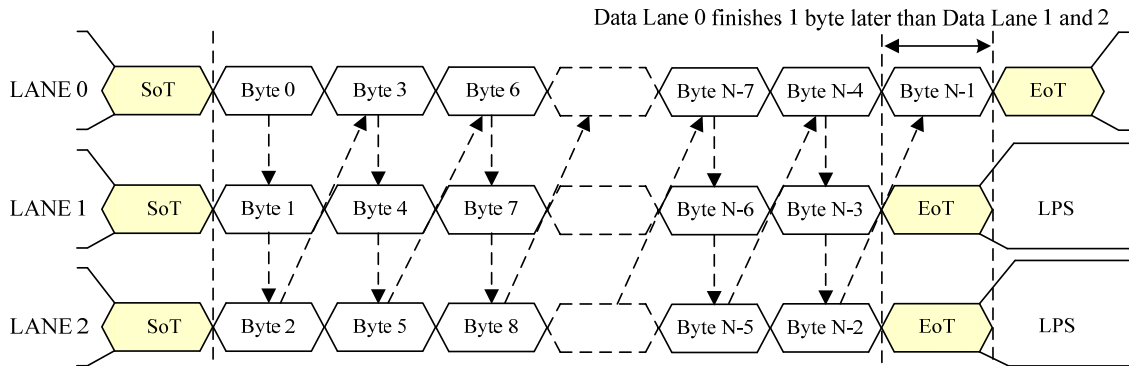 Data Lane 0 finishes 1 byte later than Data Lane 1 and 2
LANE 0 SoT Byte 0 Byte 3 Byte 6 Byte N-7 Byte N-4 Byte N-1 EoT
LANE 1 SoT Byte 1 Byte 4 Byte 7 Byte N-6 Byte N-3 EoT LPS
LANE 2 SoT Byte 2 Byte 5 Byte 8 Byte N-5 Byte N-2 EoT LPS